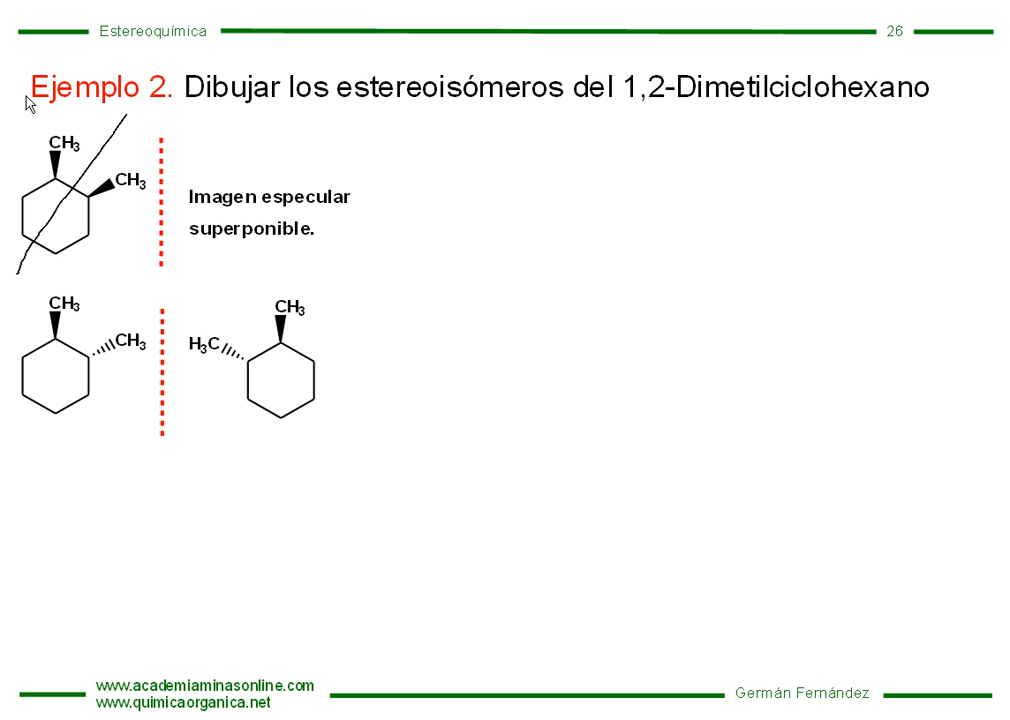 Estereoquímica 26
Ejemplo 2. Dibujar los estereoisómeros del 1,2-Dimetilciclohexano
CH3
CH3
Imagen especular
superponible.
CH3
CH3
CH3
H3C
www.academiaminasonline.com
www.quimicaorganica.net
Germán Fernández